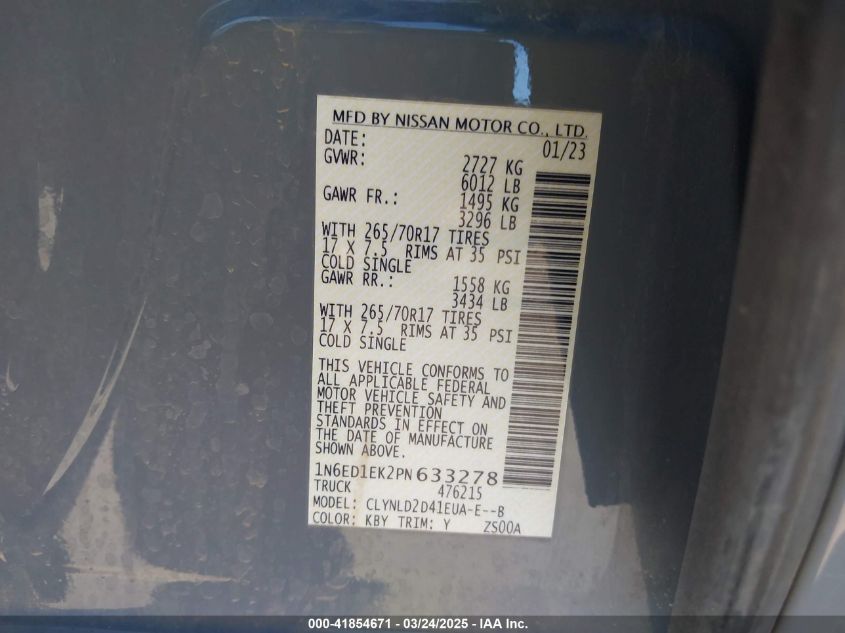 MFD BY NISSAN MOTOR CO., LTD.
DATE: 01/23
GVWR: 2727 KG
6012 LB
GAWR FR.: 1495 KG
3296 LB
WITH 265/70R17 TIRES
17 X 7.5 RIMS AT 35 PSI
COLD SINGLE
GAWR RR.: 1558 KG
3434 LB
WITH 265/70R17 TIRES
17 X 7.5 RIMS AT 35 PSI
COLD SINGLE
THIS VEHICLE CONFORMS TO
ALL APPLICABLE FEDERAL
MOTOR VEHICLE SAFETY AND
THEFT PREVENTION
STANDARDS IN EFFECT ON
THE DATE OF MANUFACTURE
SHOWN ABOVE.
1N6ED1EK2PN633278
TRUCK 476215
MODEL: CLYNLD2D41EUA-E--B
COLOR: KBY TRIM: Y ZS00A
000-41854671 - 03/24/2025 - IAA Inc.